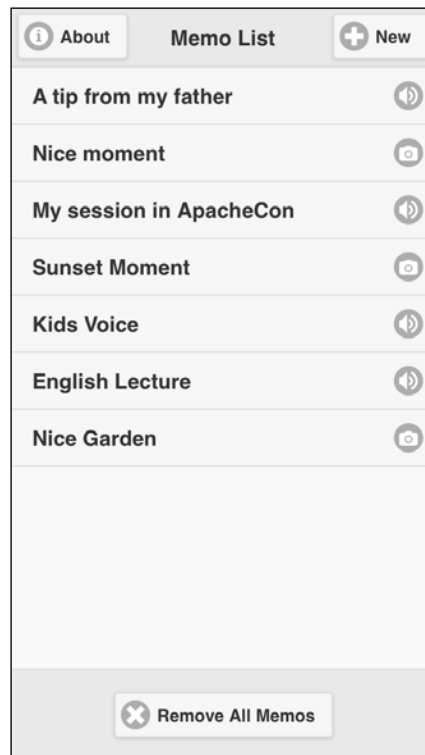 About Memo List New
A tip from my father
Nice moment
My session in ApacheCon
Sunset Moment
Kids Voice
English Lecture
Nice Garden
Remove All Memos